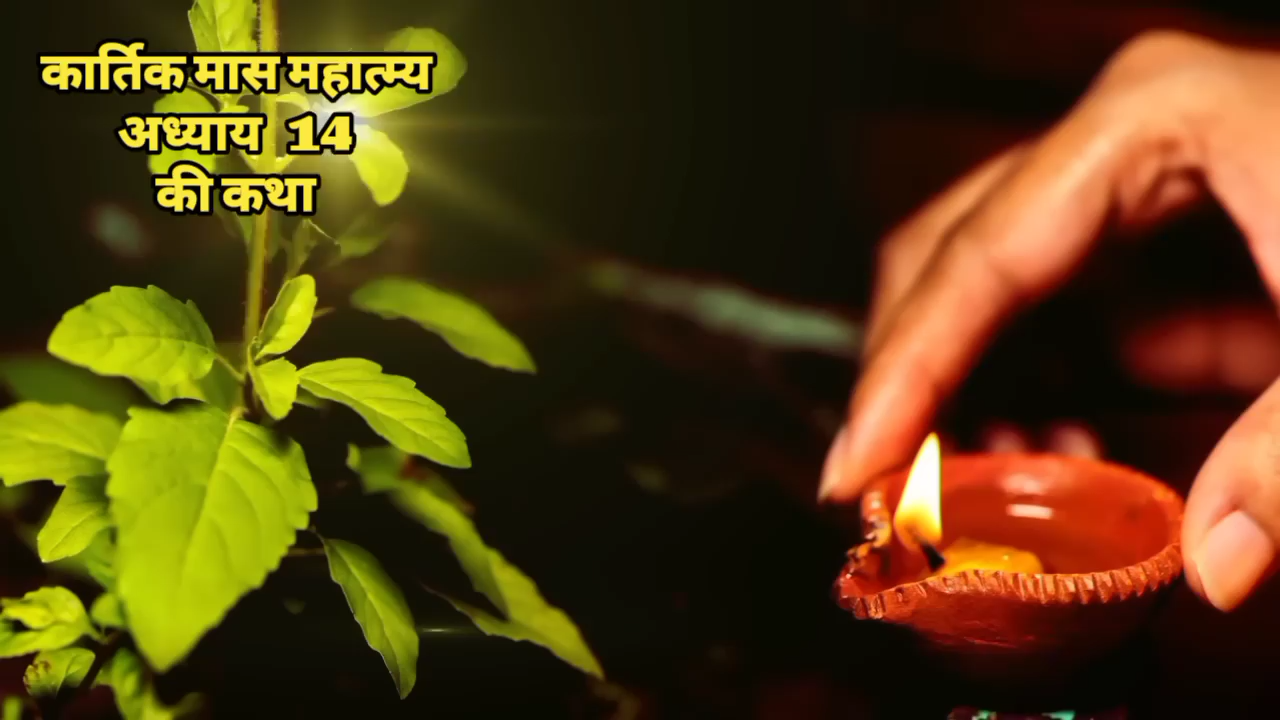 कार्तिक मास महात्म्य
अध्याय 14
की कथा